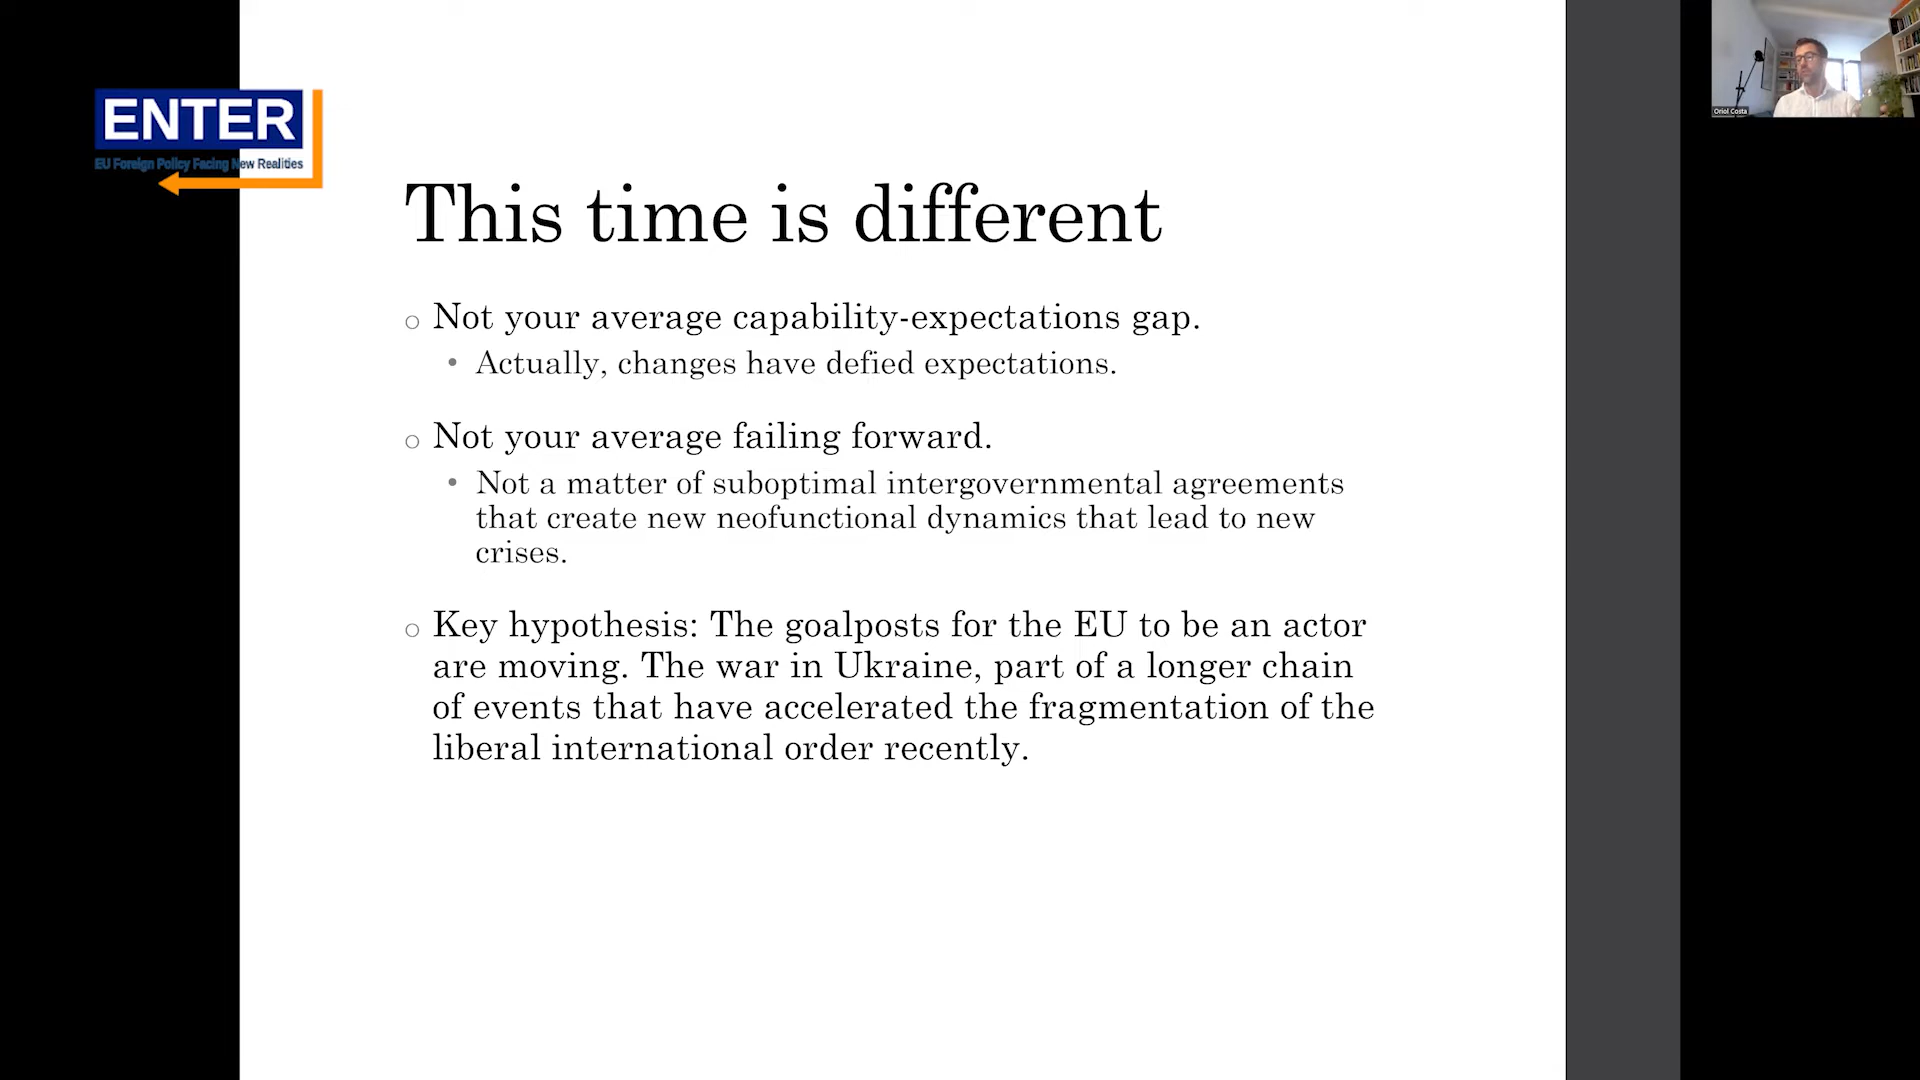 ENTER
EU Foreign Policy Facing New Realities
Oriol Costa
This time is different
Not your average capability-expectations gap.
Actually, changes have defied expectations.
Not your average failing forward.
Not a matter of suboptimal intergovernmental agreements
that create new neofunctional dynamics that lead to new
crises.
Key hypothesis: The goalposts for the EU to be an actor
are moving. The war in Ukraine, part of a longer chain
of events that have accelerated the fragmentation of the
liberal international order recently.